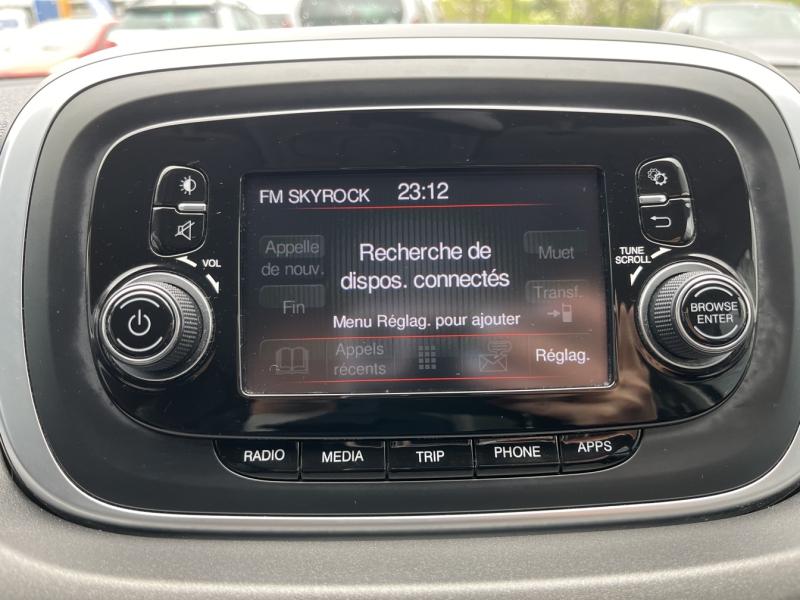 FM SKYROCK 23:12
VOL
TUNE
SCROLL
Appelle
de nouv.
Recherche de
dispos. connectés
Muet
Fin
Transf.
Menu Réglag. pour ajouter
Appels
récents
Réglag.
BROWSE
ENTER
RADIO MEDIA TRIP PHONE APPS